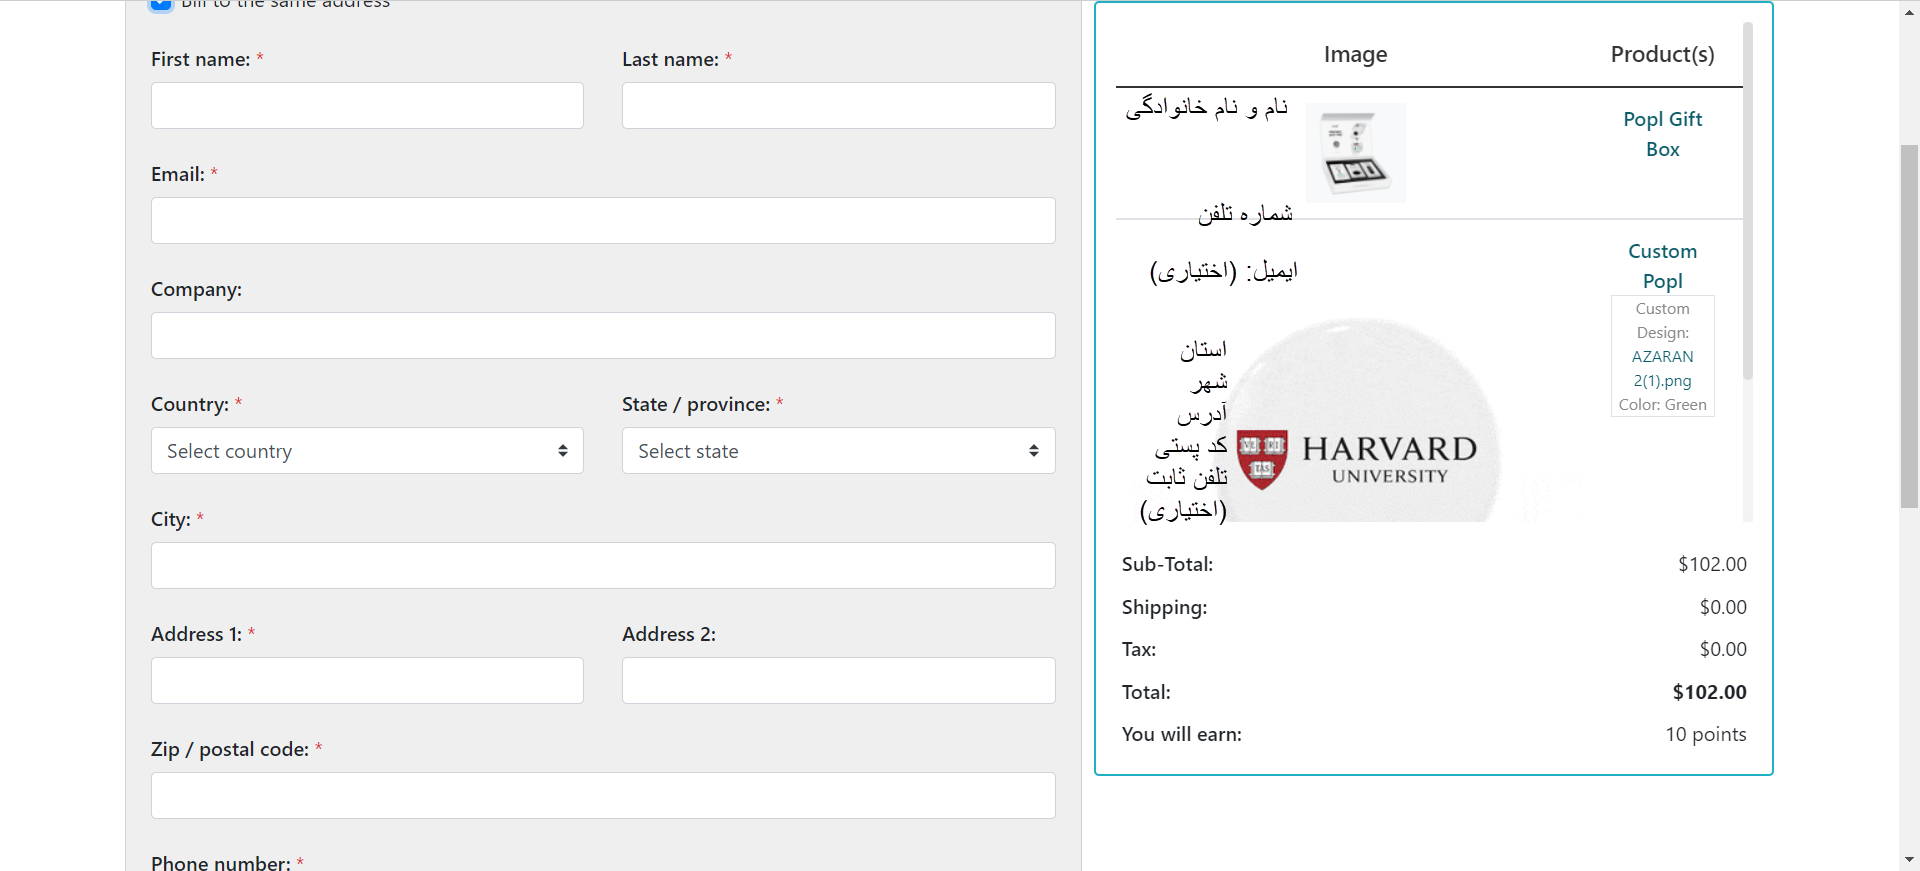 Bill to the same address
First name: *
Last name: *
Email: *
Company:
Country: *
State / province: *
Select country
Select state
City: *
Address 1: *
Address 2:
Zip / postal code: *
Phone number: *
Image
Product(s)
نام و نام خانوادگی
Popl Gift
Box
شماره تلفن
ایمیل: (اختیاری)
Custom
Popl
Custom
Design:
AZARAN
2(1).png
Color: Green
استان
شهر
آدرس
کد پستی
تلفن ثابت
(اختیاری)
VE RI
TAS
HARVARD
UNIVERSITY
Sub-Total:
$102.00
Shipping:
$0.00
Tax:
$0.00
Total:
$102.00
You will earn:
10 points